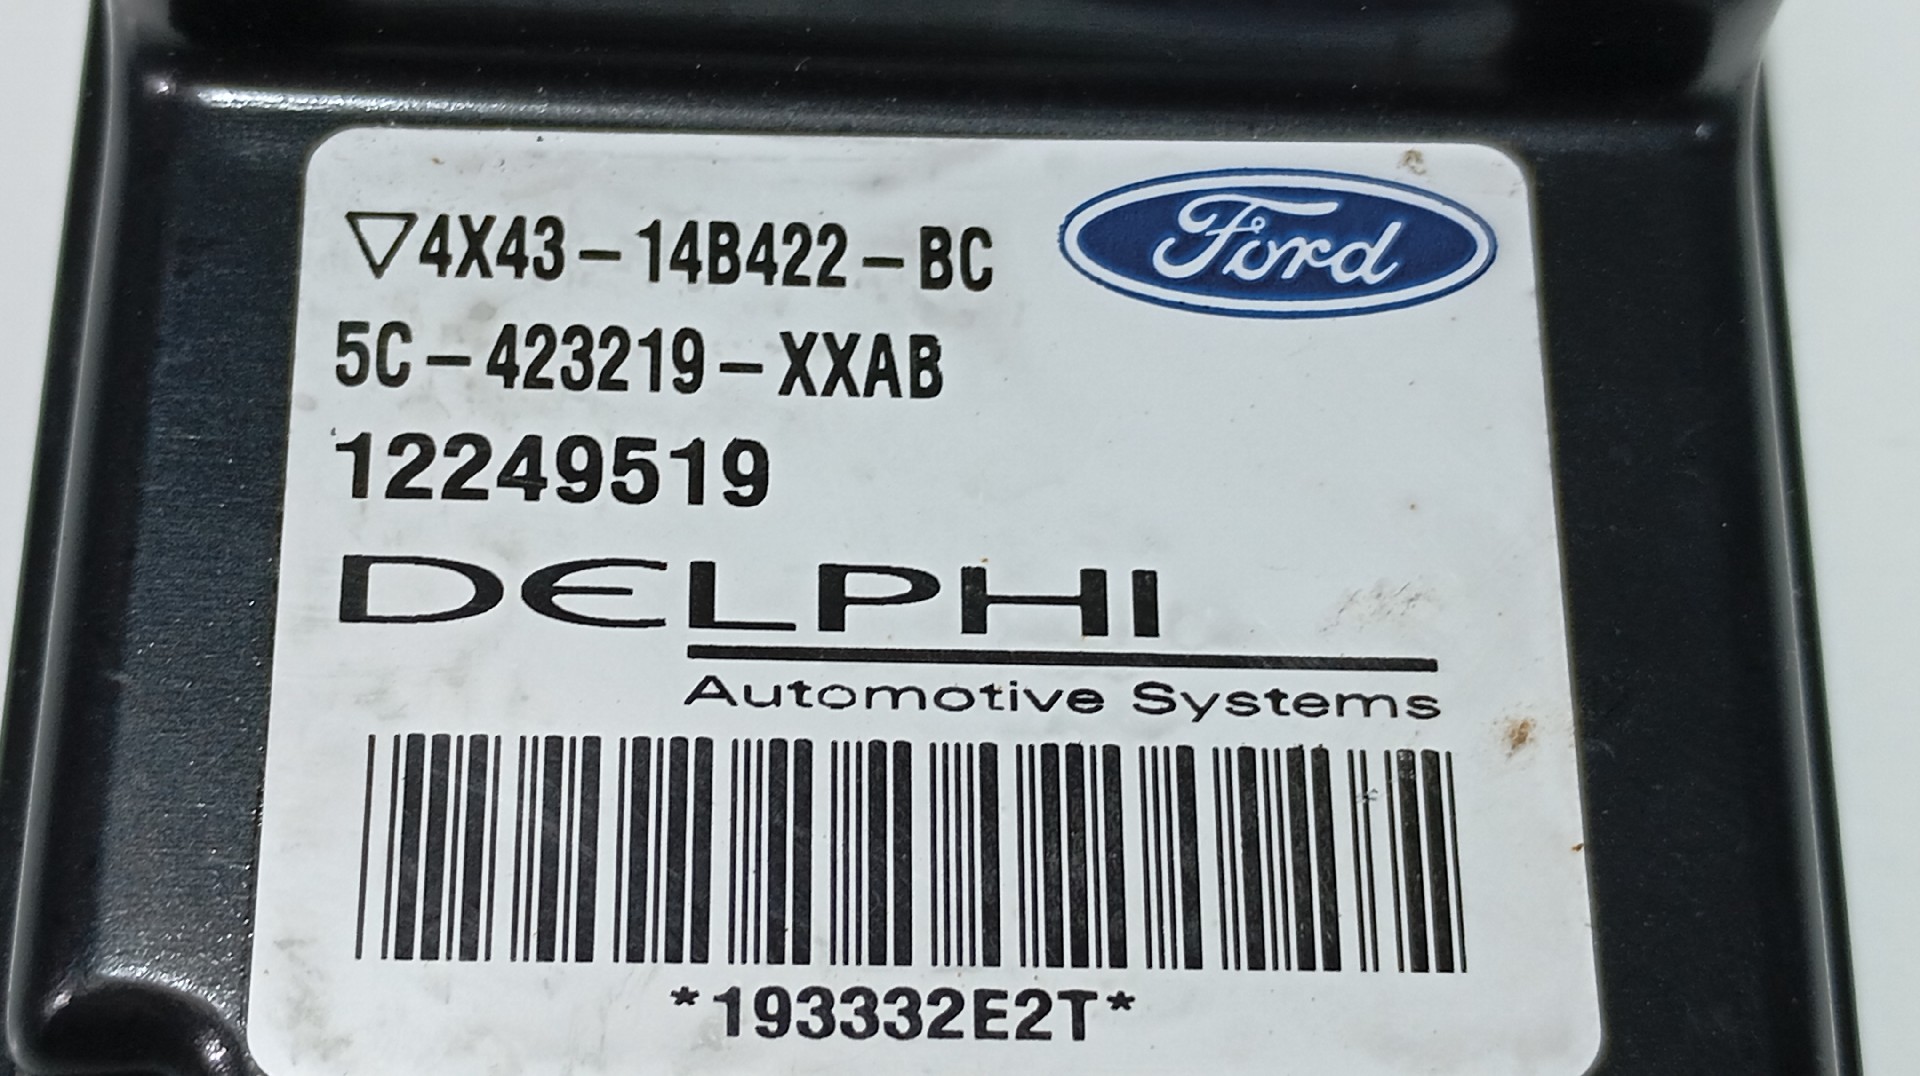 ▽4X43-14B422-BC
Ford
5C-423219-XXAB
12249519
DELPHI
Automotive Systems
*193332E2T*